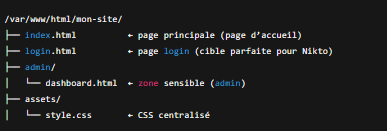 /var/www/html/mon-site/
├── index.html ← page principale (page d’accueil)
├── login.html ← page login (cible parfaite pour Nikto)
├── admin/
│ └── dashboard.html ← zone sensible (admin)
├── assets/
│ └── style.css ← CSS centralisé